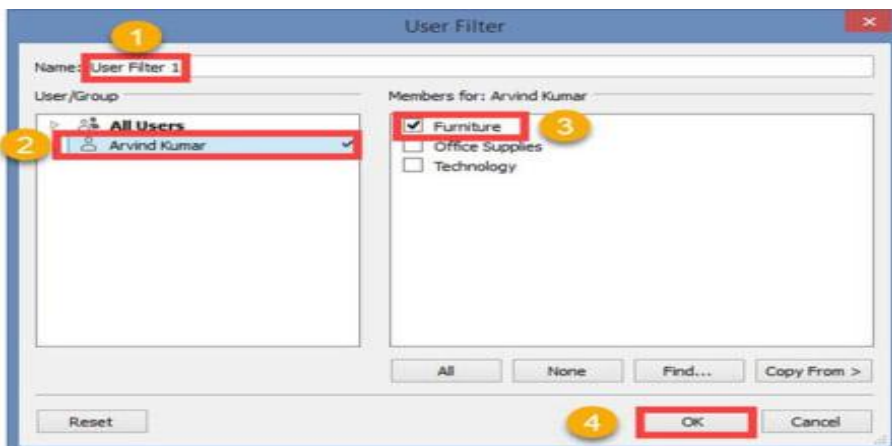 User Filter
1
Name: User Filter 1
User/Group
All Users
2 Arvind Kumar
Members for: Arvind Kumar
Furniture 3
Office Supplies
Technology
All None Find... Copy From >
Reset 4 OK Cancel